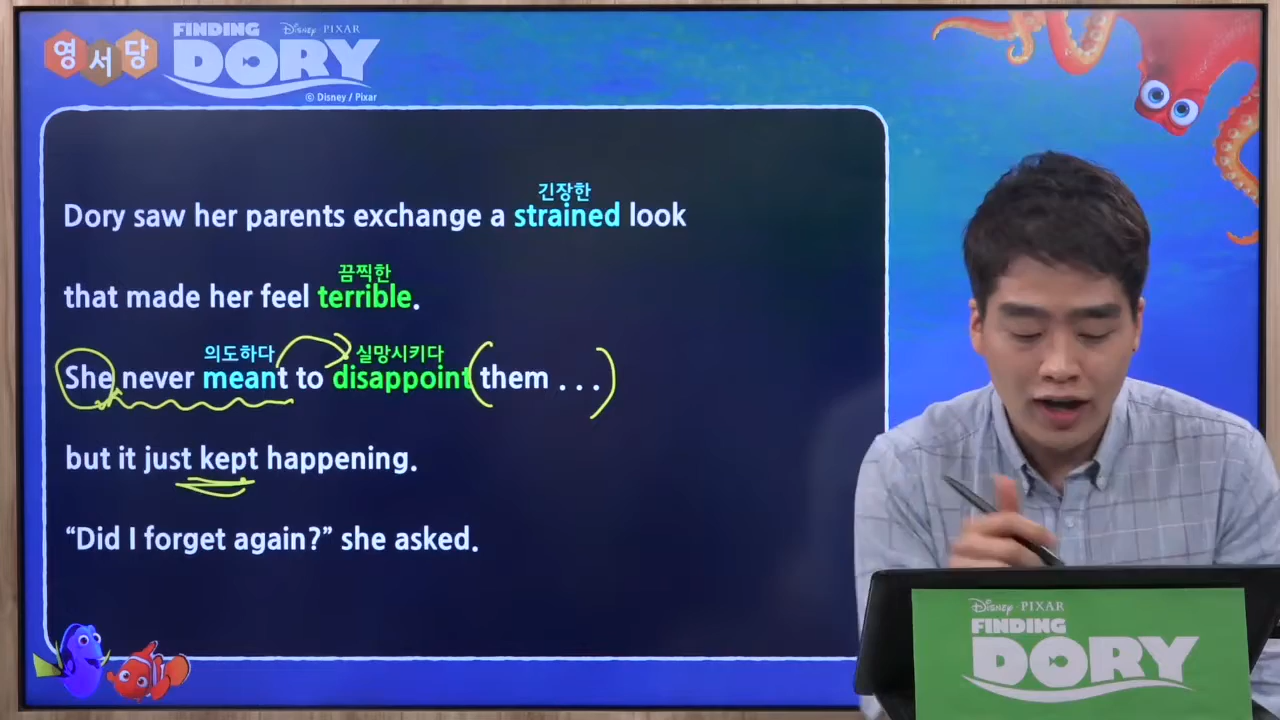 영서당
FINDING
Disney PIXAR
DORY
© Disney / Pixar
긴장한
Dory saw her parents exchange a strained look
끔찍한
that made her feel terrible.
의도하다 실망시키다
She never meant to disappoint them . . .
but it just kept happening.
“Did I forget again?” she asked.
Disney · PIXAR
FINDING
DORY